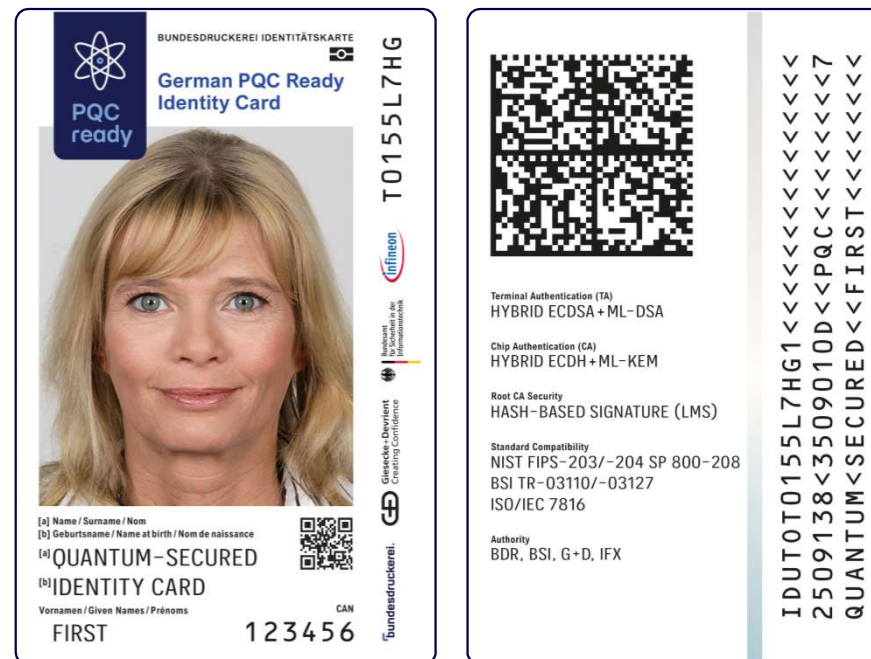 PQC
ready
BUNDESDRUCKEREI IDENTITÄTSKARTE
German PQC Ready
Identity Card
T0155L7HG
infineon
Bundesamt
für Sicherheit in der
Informationstechnik
Giesecke+Devrient
Creating Confidence
bundesdruckerei.
[a] Name / Surname / Nom
[b] Geburtsname / Name at birth / Nom de naissance
[a] QUANTUM-SECURED
[b] IDENTITY CARD
Vornamen / Given Names / Prénoms
CAN
FIRST
123456
Terminal Authentication (TA)
HYBRID ECDSA+ML-DSA
Chip Authentication (CA)
HYBRID ECDH+ML-KEM
Root CA Security
HASH-BASED SIGNATURE (LMS)
Standard Compatibility
NIST FIPS-203/-204 SP 800-208
BSI TR-03110/-03127
ISO/IEC 7816
Authority
BDR, BSI, G+D, IFX
IDUTOT0155L7HG1<<<<<<<<<<<<<<<
2509138<3509010D<<PQC<<<<<<<<7
QUANTUM<SECURED<<FIRST<<<<<<<<